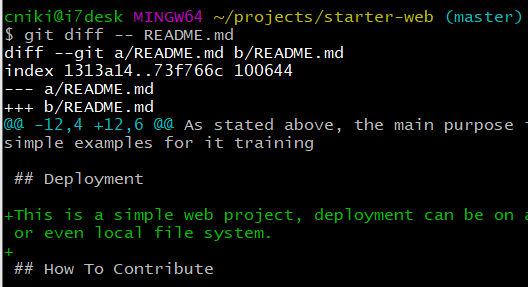 cniki@i7desk MINGW64 ~/projects/starter-web (master)
$ git diff -- README.md
diff --git a/README.md b/README.md
index 1313a14..73f766c 100644
--- a/README.md
+++ b/README.md
@@ -12,4 +12,6 @@ As stated above, the main purpose
simple examples for it training
## Deployment
+This is a simple web project, deployment can be on
or even local file system.
+
## How To Contribute